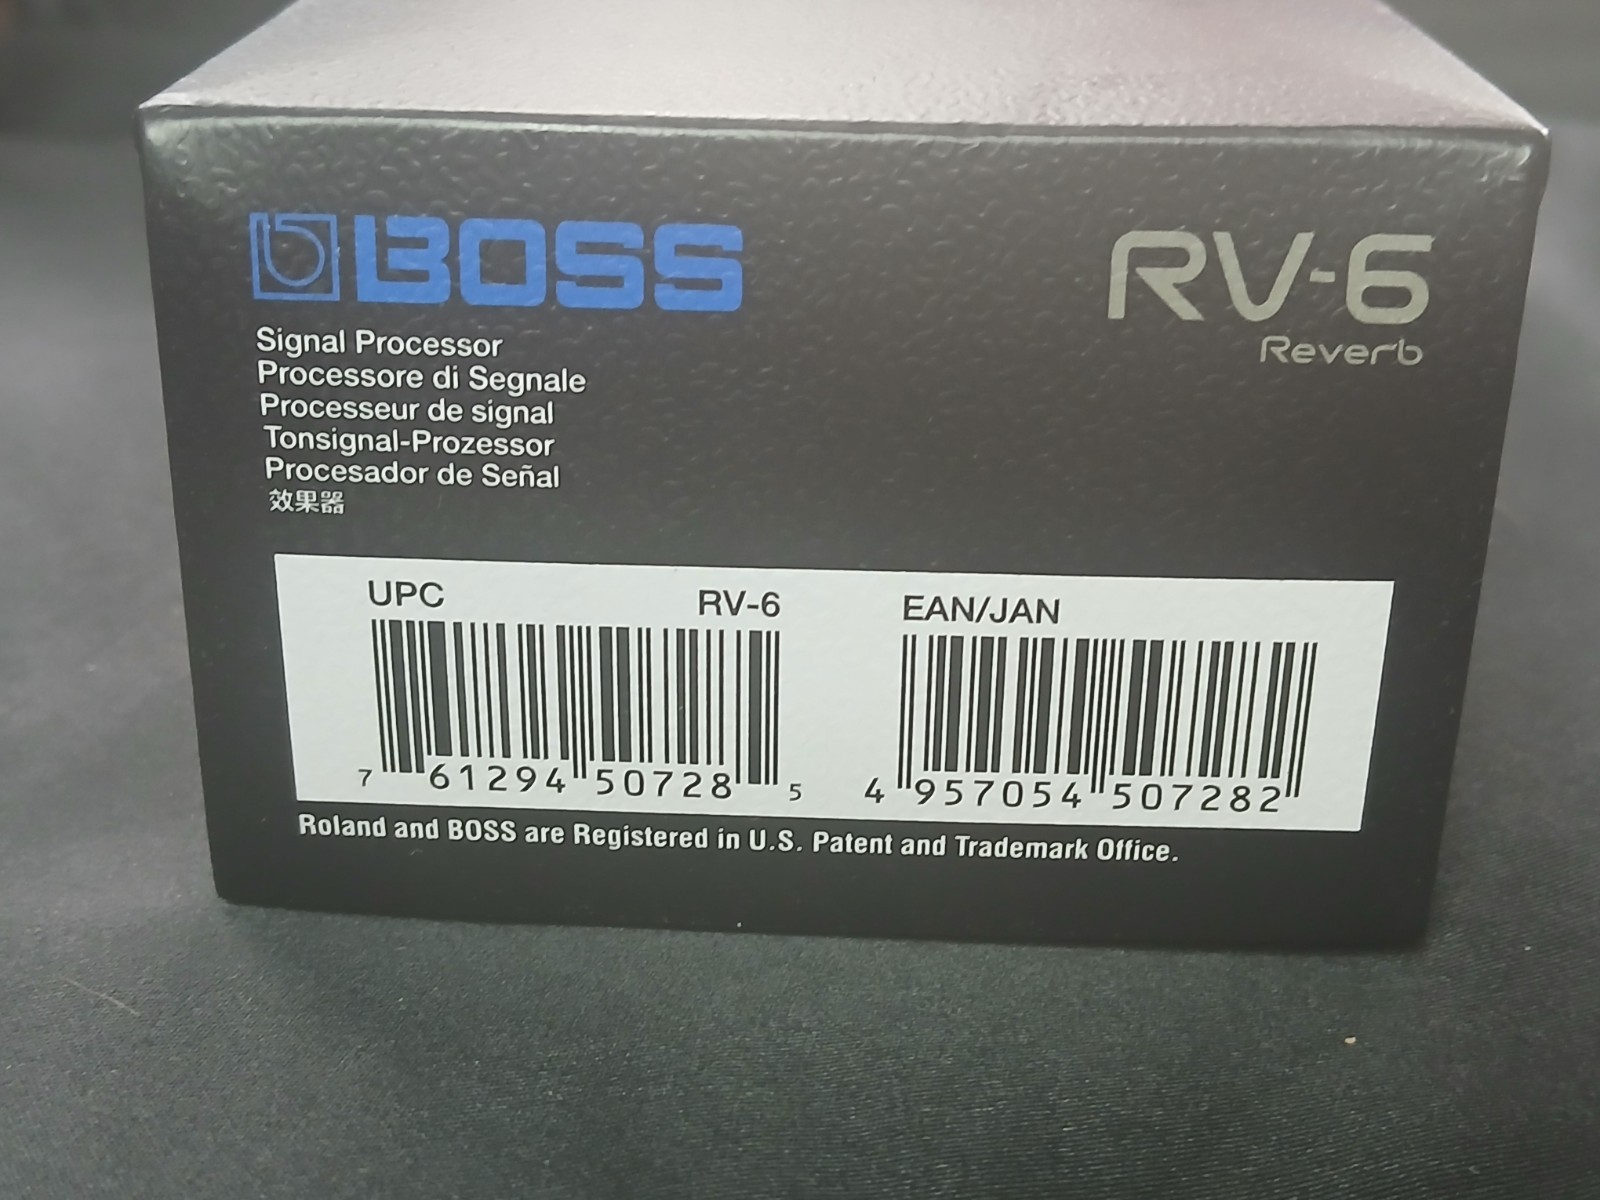 BOSS
RV-6
Reverb
Signal Processor
Processore di Segnale
Processeur de signal
Tonsignal-Prozessor
Procesador de Señal
效果器
UPC RV-6
7 61294 50728 5
EAN/JAN
4 957054 507282
Roland and BOSS are Registered in U.S. Patent and Trademark Office.